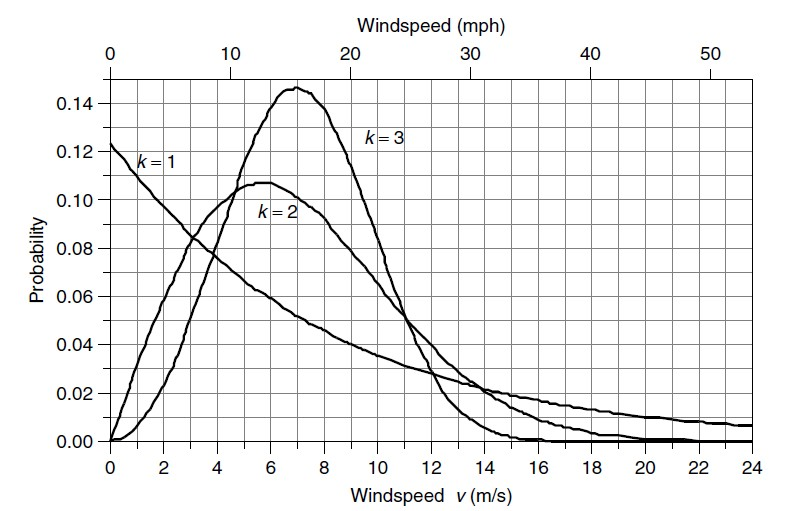 Windspeed (mph)
0 10 20 30 40 50
0.14
k = 3
0.12
k = 1
0.10
k = 2
0.08
Probability
0.06
0.04
0.02
0.00
0 2 4 6 8 10 12 14 16 18 20 22 24
Windspeed v (m/s)